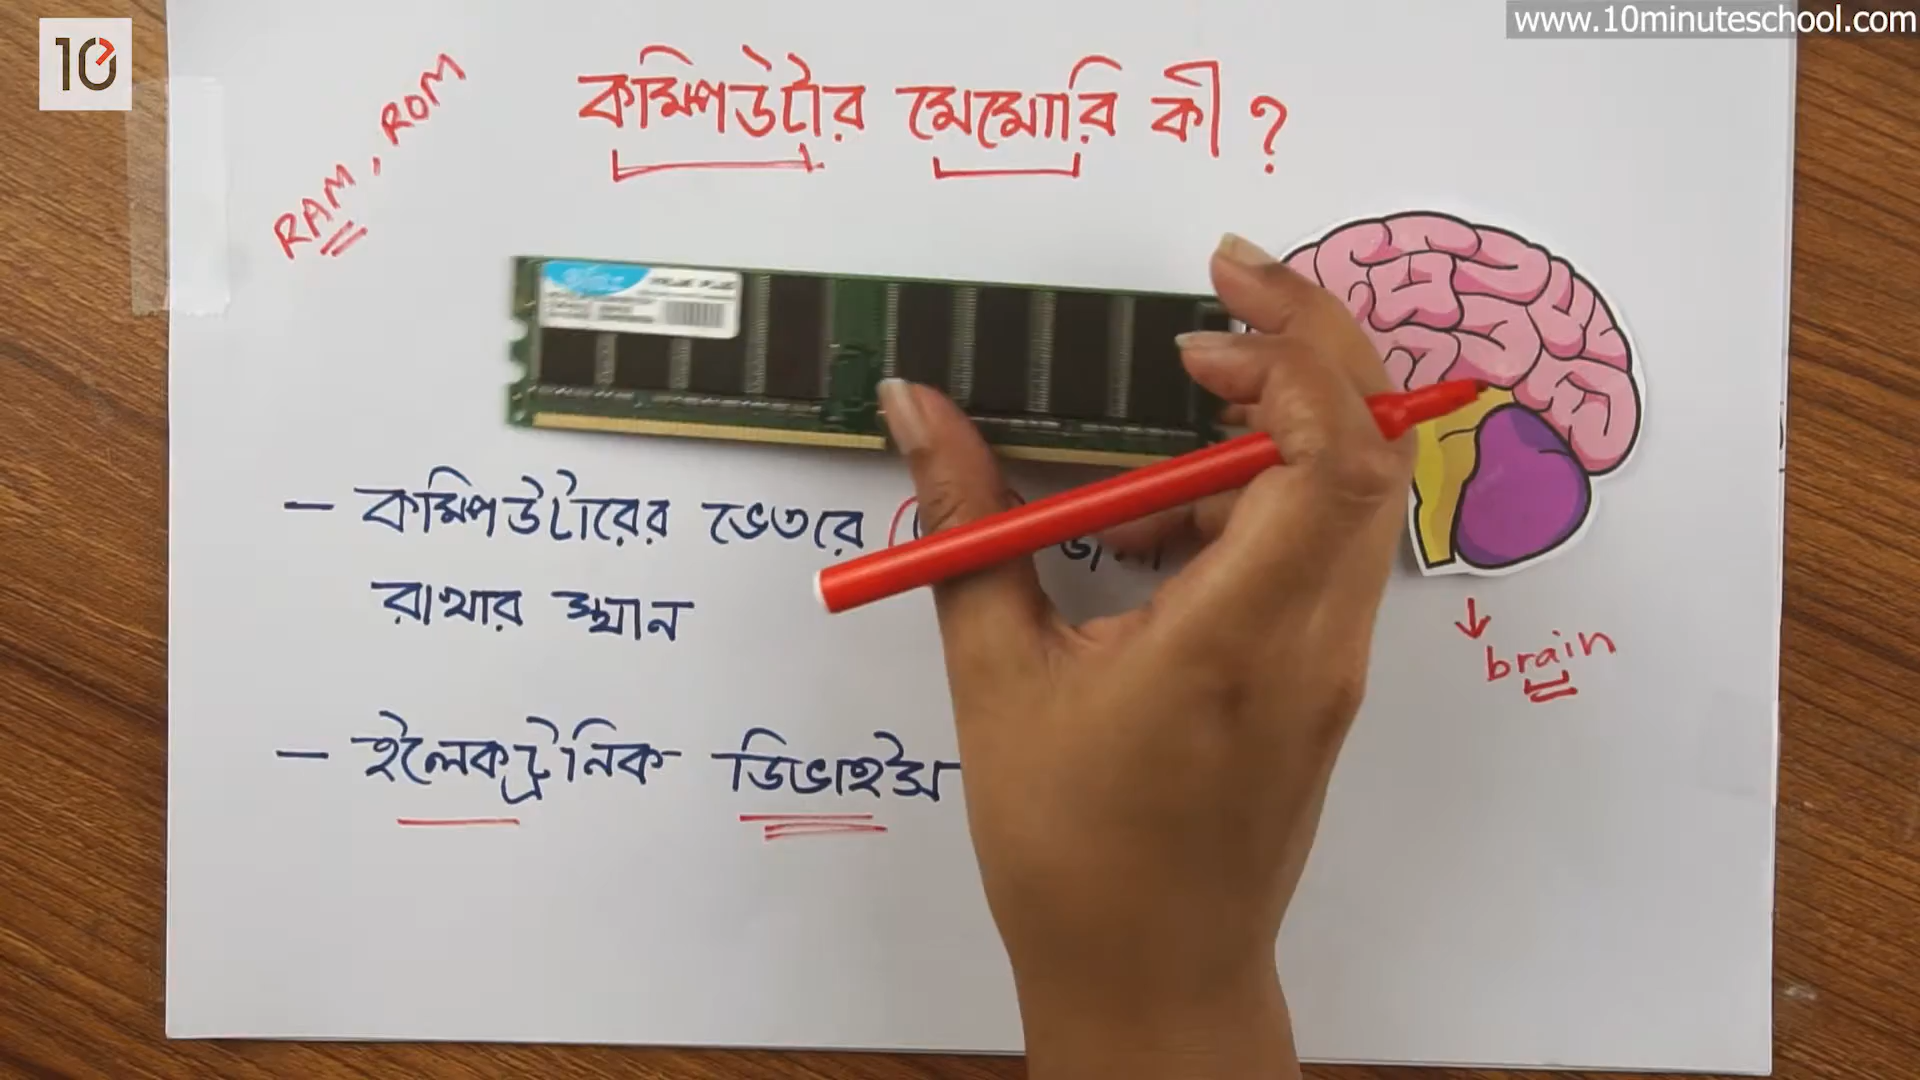 10
www.10minuteschool.com
RAM, ROM
কম্পিউটার মেমোরি কী ?
- কম্পিউটারের ভেতরে
রাখার স্থান
brain
- ইলেকট্রনিক ডিভাইস